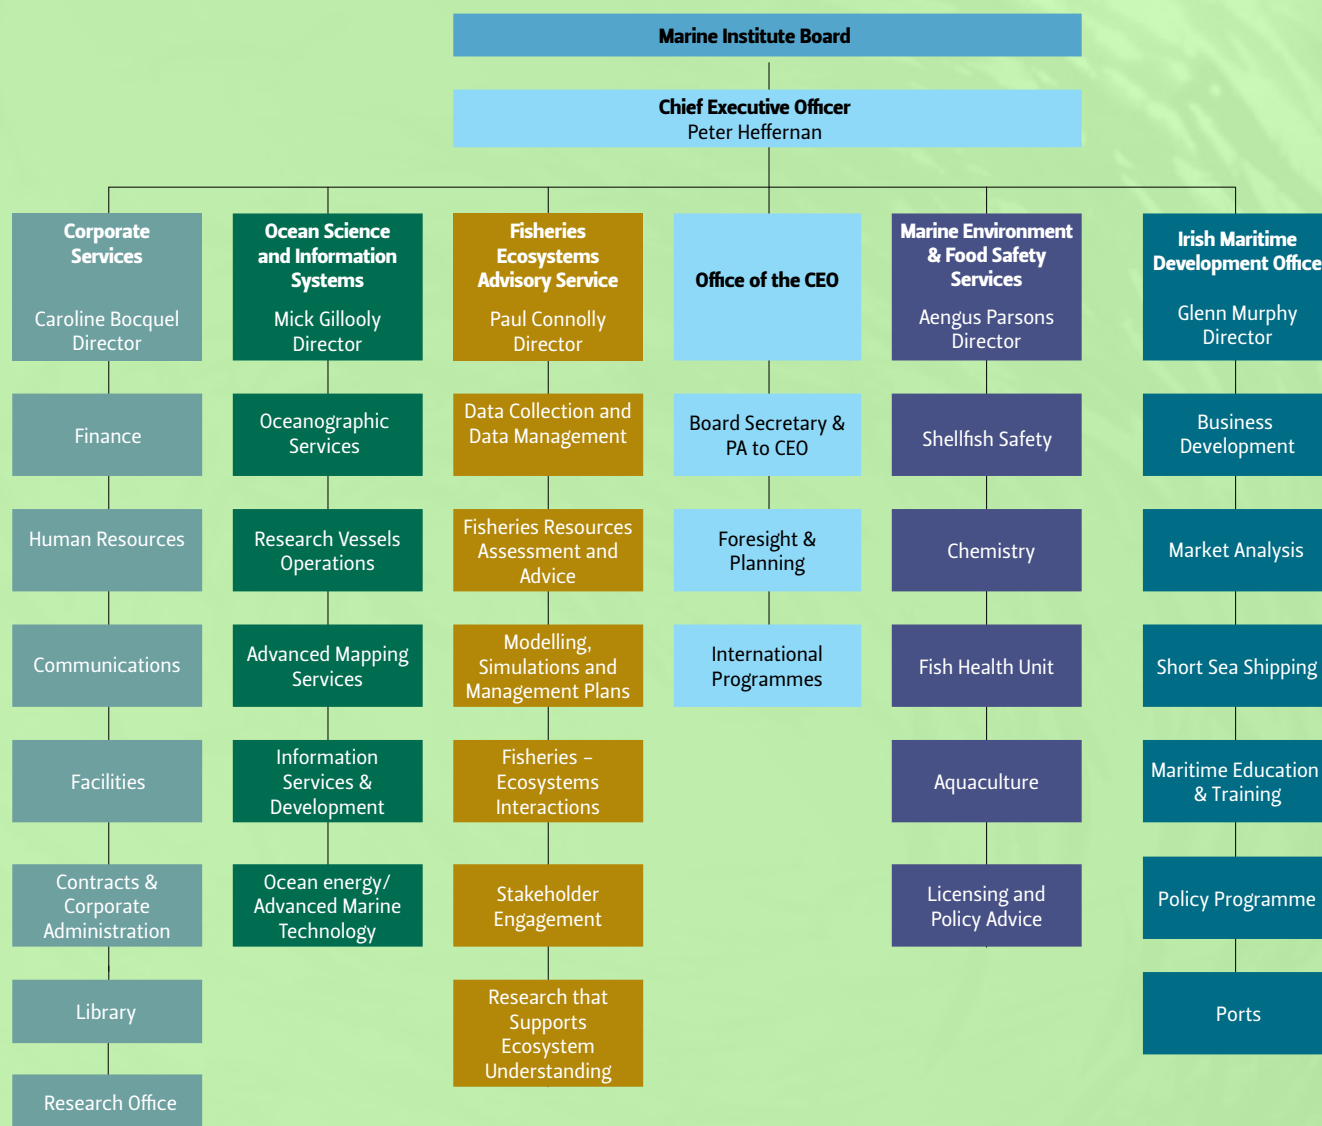 Marine Institute Board
Chief Executive Officer
Peter Heffernan
Corporate
Services
Caroline Bocquel
Director
Finance
Human Resources
Communications
Facilities
Contracts &
Corporate
Administration
Library
Research Office
Ocean Science
and Information
Systems
Mick Gillooly
Director
Oceanographic
Services
Research Vessels
Operations
Advanced Mapping
Services
Information
Services &
Development
Ocean energy/
Advanced Marine
Technology
Fisheries
Ecosystems
Advisory Service
Paul Connolly
Director
Data Collection and
Data Management
Fisheries Resources
Assessment and
Advice
Modelling,
Simulations and
Management Plans
Fisheries –
Ecosystems
Interactions
Stakeholder
Engagement
Research that
Supports
Ecosystem
Understanding
Office of the CEO
Board Secretary &
PA to CEO
Foresight &
Planning
International
Programmes
Marine Environment
& Food Safety
Services
Aengus Parsons
Director
Shellfish Safety
Chemistry
Fish Health Unit
Aquaculture
Licensing and
Policy Advice
Irish Maritime
Development Office
Glenn Murphy
Director
Business
Development
Market Analysis
Short Sea Shipping
Maritime Education
& Training
Policy Programme
Ports